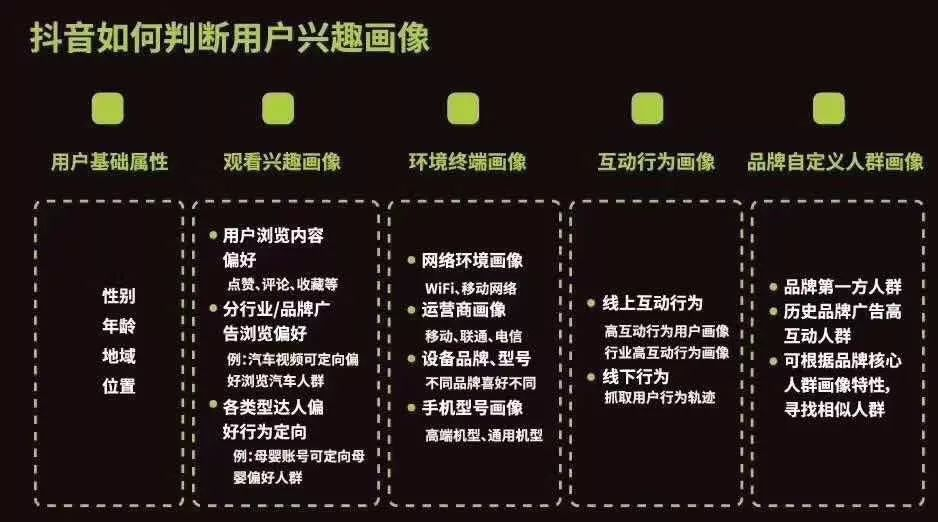 抖音如何判断用户兴趣画像
用户基础属性
性别
年龄
地域
位置
观看兴趣画像
用户浏览内容
偏好
点赞、评论、收藏等
分行业/品牌广
告浏览偏好
例:汽车视频可定向偏
好浏览汽车人群
各类型达人偏
好行为定向
例:母婴账号可定向母
婴偏好人群
环境终端画像
网络环境画像
WiFi、移动网络
运营商画像
移动、联通、电信
设备品牌、型号
不同品牌喜好不同
手机型号画像
高端机型、通用机型
互动行为画像
线上互动行为
高互动行为用户画像
行业高互动行为画像
线下行为
抓取用户行为轨迹
品牌自定义人群画像
品牌第一方人群
历史品牌广告高
互动人群
可根据品牌核心
人群画像特性,
寻找相似人群